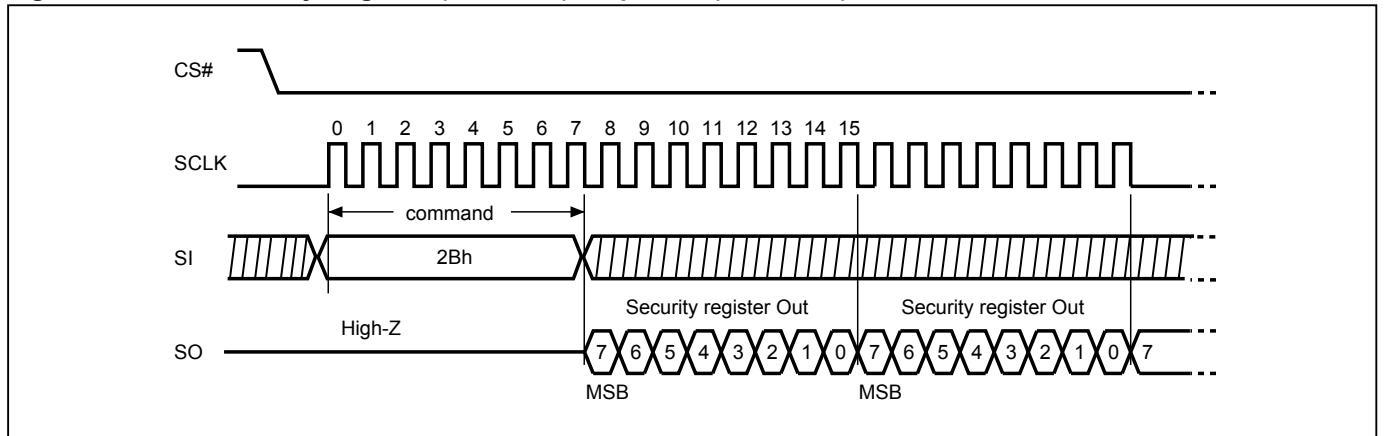 CS#
0 1 2 3 4 5 6 7 8 9 10 11 12 13 14 15
SCLK
command
SI
2Bh
Security register Out Security register Out
High-Z
SO
7 6 5 4 3 2 1 0 7 6 5 4 3 2 1 0 7
MSB MSB